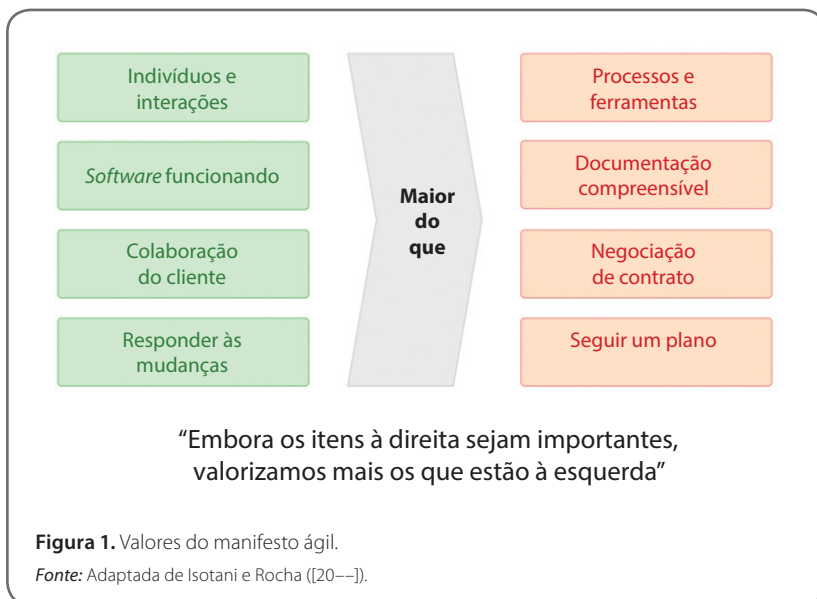 Indivíduos e
interações
Software funcionando
Colaboração
do cliente
Responder às
mudanças
Maior
do
que
Processos e
ferramentas
Documentação
compreensível
Negociação
de contrato
Seguir um plano
“Embora os itens à direita sejam importantes,
valorizamos mais os que estão à esquerda”
Figura 1. Valores do manifesto ágil.
Fonte: Adaptada de Isotani e Rocha ([20––]).